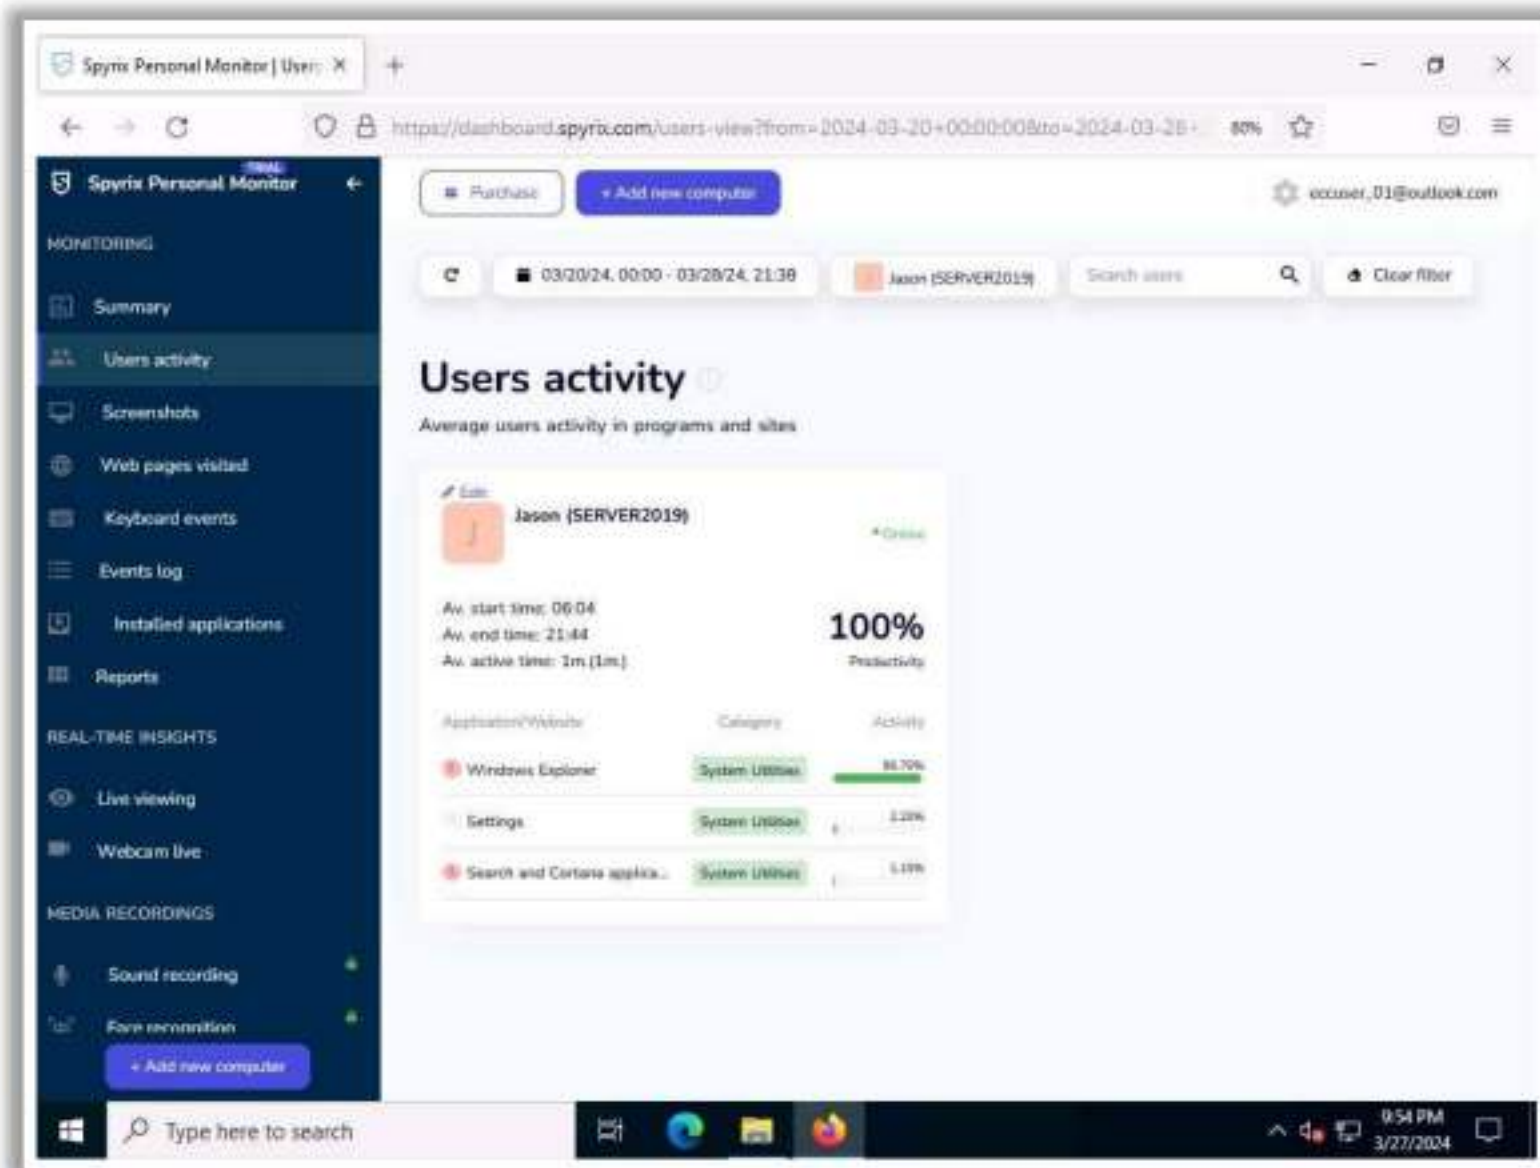 Spyrix Personal Monitor | User:
https://dashboard.spyrix.com/users-view?from=2024-03-20+00:00:00&to=2024-03-28+ 80%
TRIAL
Spyrix Personal Monitor
MONITORING
Summary
Users activity
Screenshots
Web pages visited
Keyboard events
Events log
Installed applications
Reports
REAL-TIME INSIGHTS
Live viewing
Webcam live
MEDIA RECORDINGS
Sound recording
Face recognition
+ Add new computer
Purchase
+ Add new computer
eccuser_01@outlook.com
03/20/24, 00:00 - 03/28/24, 21:38
Jason (SERVER2019)
Search users
Clear filter
Users activity
Average users activity in programs and sites
Edit
J
Jason (SERVER2019)
Online
Av. start time: 06:04
Av. end time: 21:44
Av. active time: 1m (1m)
100%
Productivity
Application/Website Category Activity
Windows Explorer System Utilities
Settings System Utilities
Search and Cortana applica... System Utilities
Type here to search
9:54 PM
3/27/2024